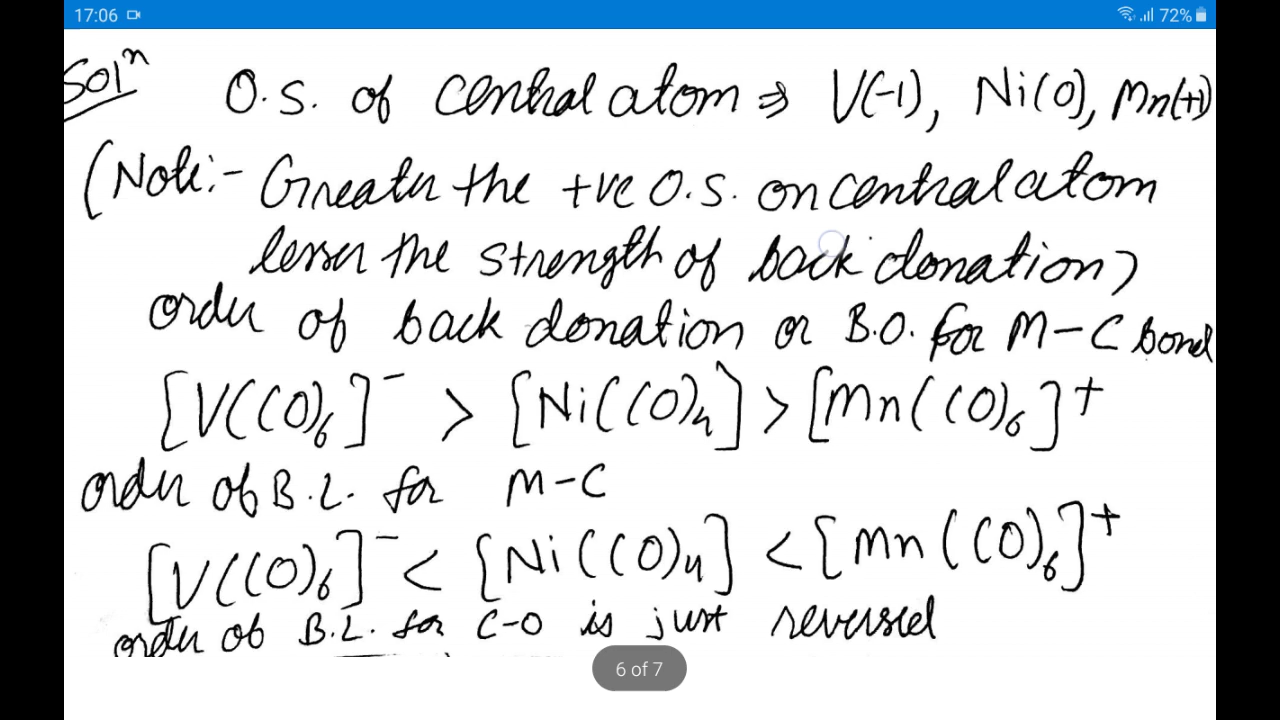 17:06 72%
Solⁿ O.S. of central atom ⇒ V(-1), Ni(0), Mn(+1)
(Note:- Greater the +ve O.S. on central atom
lesser the strength of back donation)
order of back donation or B.O. for M-C bond
[V(CO)₆]⁻ > [Ni(CO)₄] > [Mn(CO)₆]⁺
order of B.L. for M-C
[V(CO)₆]⁻ < [Ni(CO)₄] < [Mn(CO)₆]⁺
order of B.L. for C-O is just reversed
6 of 7